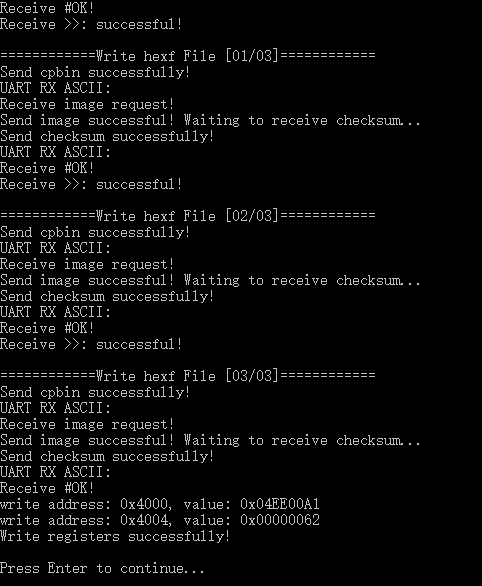 Receive #OK!
Receive >>: successful!
============Write hexf File [01/03]============
Send cpbin successfully!
UART RX ASCII:
Receive image request!
Send image successful! Waiting to receive checksum...
Send checksum successfully!
UART RX ASCII:
Receive #OK!
Receive >>: successful!
============Write hexf File [02/03]============
Send cpbin successfully!
UART RX ASCII:
Receive image request!
Send image successful! Waiting to receive checksum...
Send checksum successfully!
UART RX ASCII:
Receive #OK!
Receive >>: successful!
============Write hexf File [03/03]============
Send cpbin successfully!
UART RX ASCII:
Receive image request!
Send image successful! Waiting to receive checksum...
Send checksum successfully!
UART RX ASCII:
Receive #OK!
write address: 0x4000, value: 0x04EE00A1
write address: 0x4004, value: 0x00000062
Write registers successfully!
Press Enter to continue...